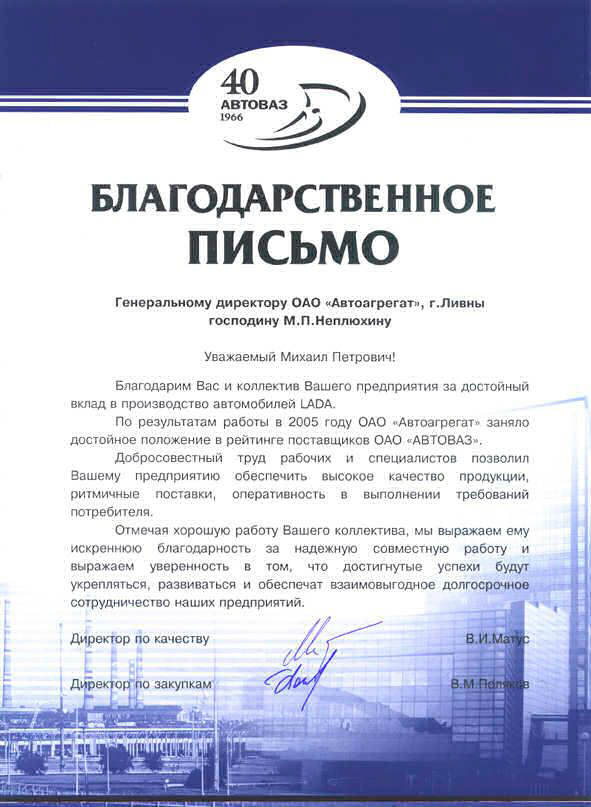 40
АВТОВАЗ
1966
БЛАГОДАРСТВЕННОЕ
ПИСЬМО
Генеральному директору ОАО «Автоагрегат», г.Ливны
господину М.П.Неплюхину
Уважаемый Михаил Петрович!
Благодарим Вас и коллектив Вашего предприятия за достойный
вклад в производство автомобилей LADA.
По результатам работы в 2005 году ОАО «Автоагрегат» заняло
достойное положение в рейтинге поставщиков ОАО «АВТОВАЗ».
Добросовестный труд рабочих и специалистов позволил
Вашему предприятию обеспечить высокое качество продукции,
ритмичные поставки, оперативность в выполнении требований
потребителя.
Отмечая хорошую работу Вашего коллектива, мы выражаем ему
искреннюю благодарность за надежную совместную работу и
выражаем уверенность в том, что достигнутые успехи будут
укрепляться, развиваться и обеспечат взаимовыгодное долгосрочное
сотрудничество наших предприятий.
Директор по качеству В.И.Матус
Директор по закупкам В.М.Поляков